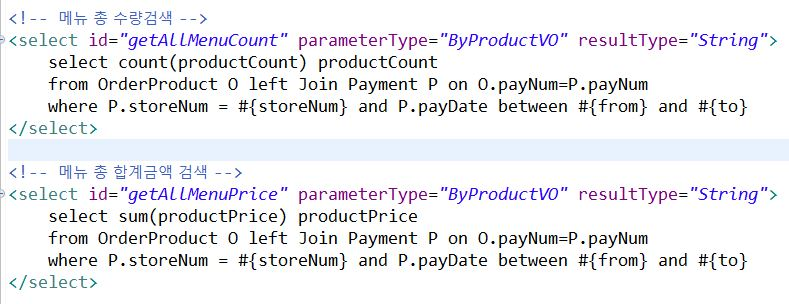 <!-- 메뉴 총 수량검색 -->
<select id="getAllMenuCount" parameterType="ByProductVO" resultType="String">
    select count(productCount) productCount
    from OrderProduct O left Join Payment P on O.payNum=P.payNum
    where P.storeNum = #{storeNum} and P.payDate between #{from} and #{to}
</select>
<!-- 메뉴 총 합계금액 검색 -->
<select id="getAllMenuPrice" parameterType="ByProductVO" resultType="String">
    select sum(productPrice) productPrice
    from OrderProduct O left Join Payment P on O.payNum=P.payNum
    where P.storeNum = #{storeNum} and P.payDate between #{from} and #{to}
</select>